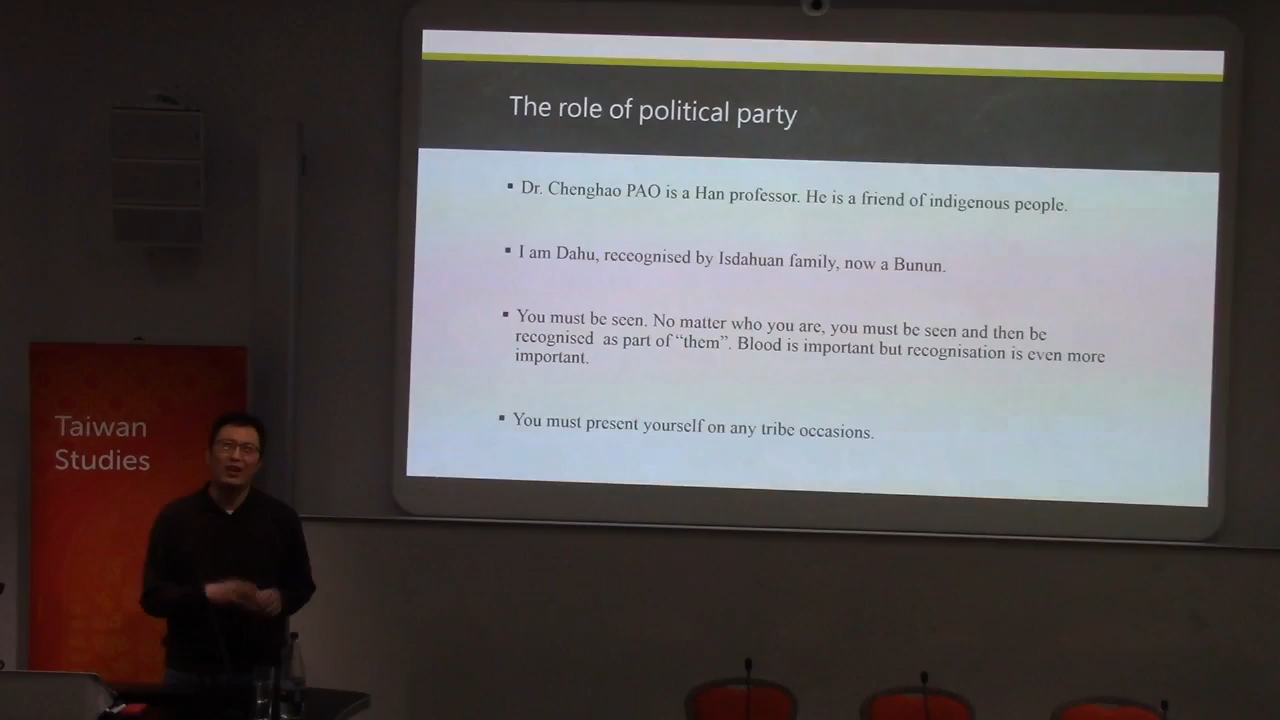 The role of political party
▪ Dr. Chenghao PAO is a Han professor. He is a friend of indigenous people.
▪ I am Dahu, receognised by Isdahuan family, now a Bunun.
▪ You must be seen. No matter who you are, you must be seen and then be
recognised as part of “them”. Blood is important but recognisation is even more
important.
▪ You must present yourself on any tribe occasions.
Taiwan
Studies